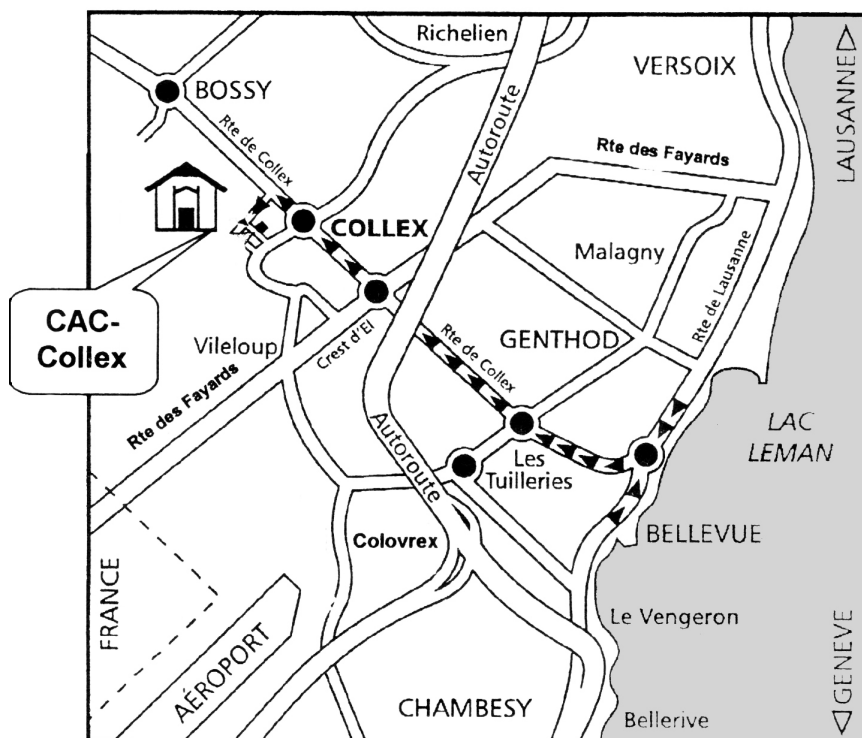 Richelien
VERSOIX
LAUSANNE
BOSSY
Autoroute
Rte de Collex
Rte des Fayards
COLLEX
Malagny
Rte de Lausanne
CAC-
Collex
Vileloup
Crest d'El
Rte de Collex
GENTHOD
Rte des Fayards
Autoroute
LAC
LEMAN
Les
Tuilleries
BELLEVUE
Colovrex
FRANCE
Le Vengeron
AÉROPORT
GENEVE
CHAMBESY
Bellerive